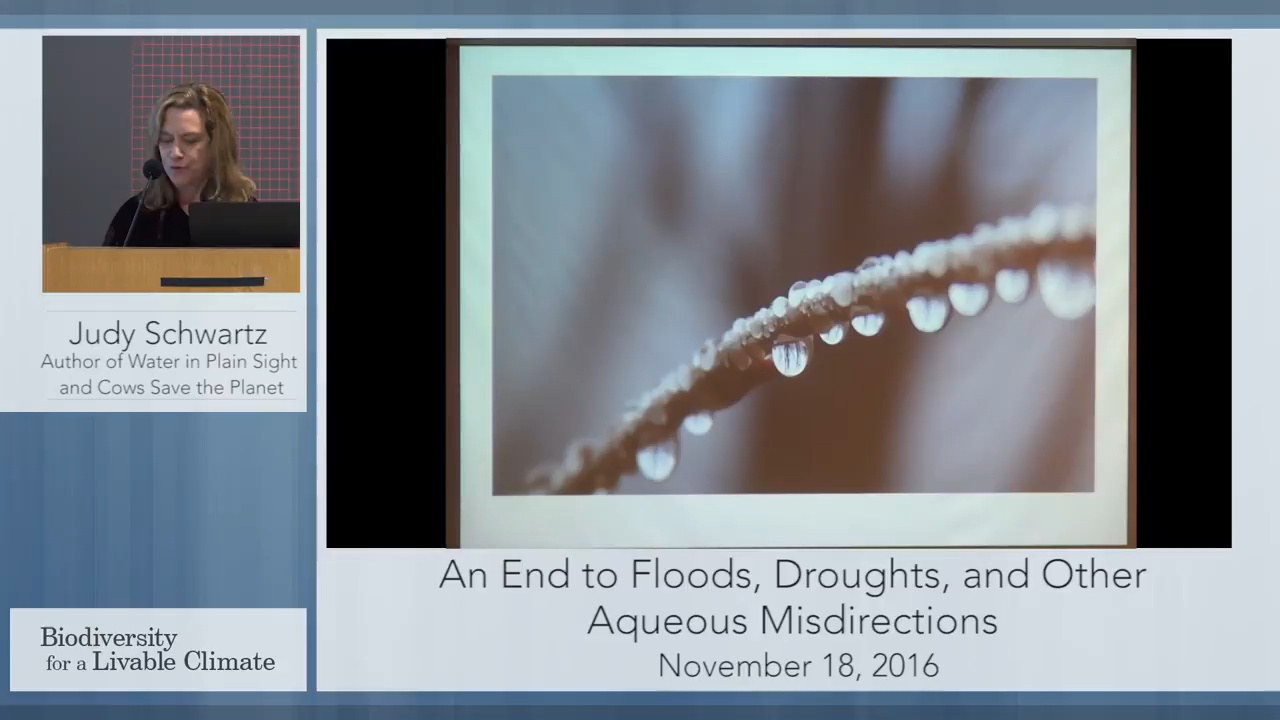 Judy Schwartz
Author of Water in Plain Sight
and Cows Save the Planet
An End to Floods, Droughts, and Other
Aqueous Misdirections
November 18, 2016
Biodiversity
for a Livable Climate